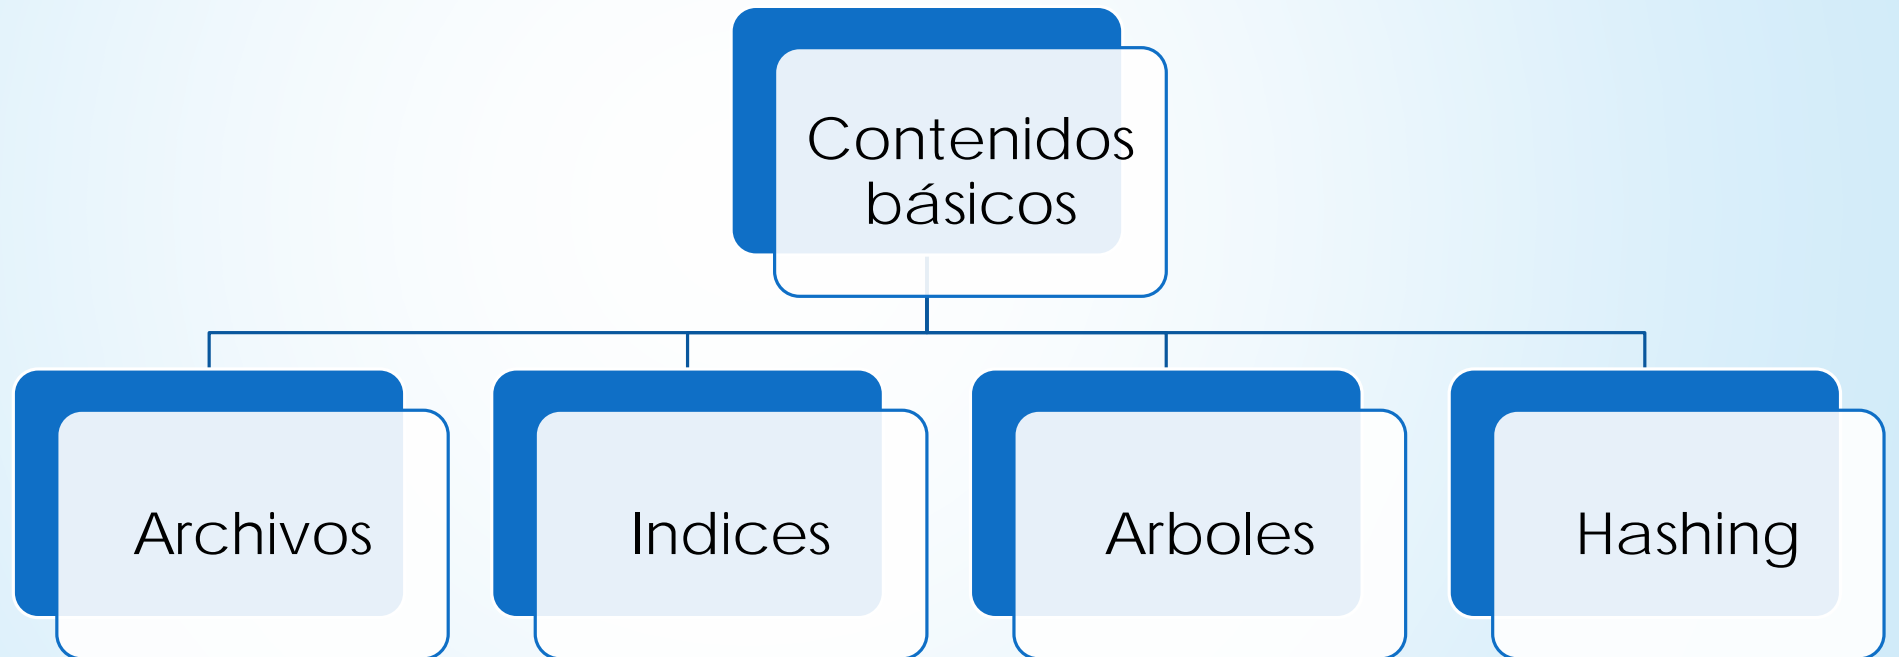 Contenidos
básicos
Archivos
Indices
Arboles
Hashing